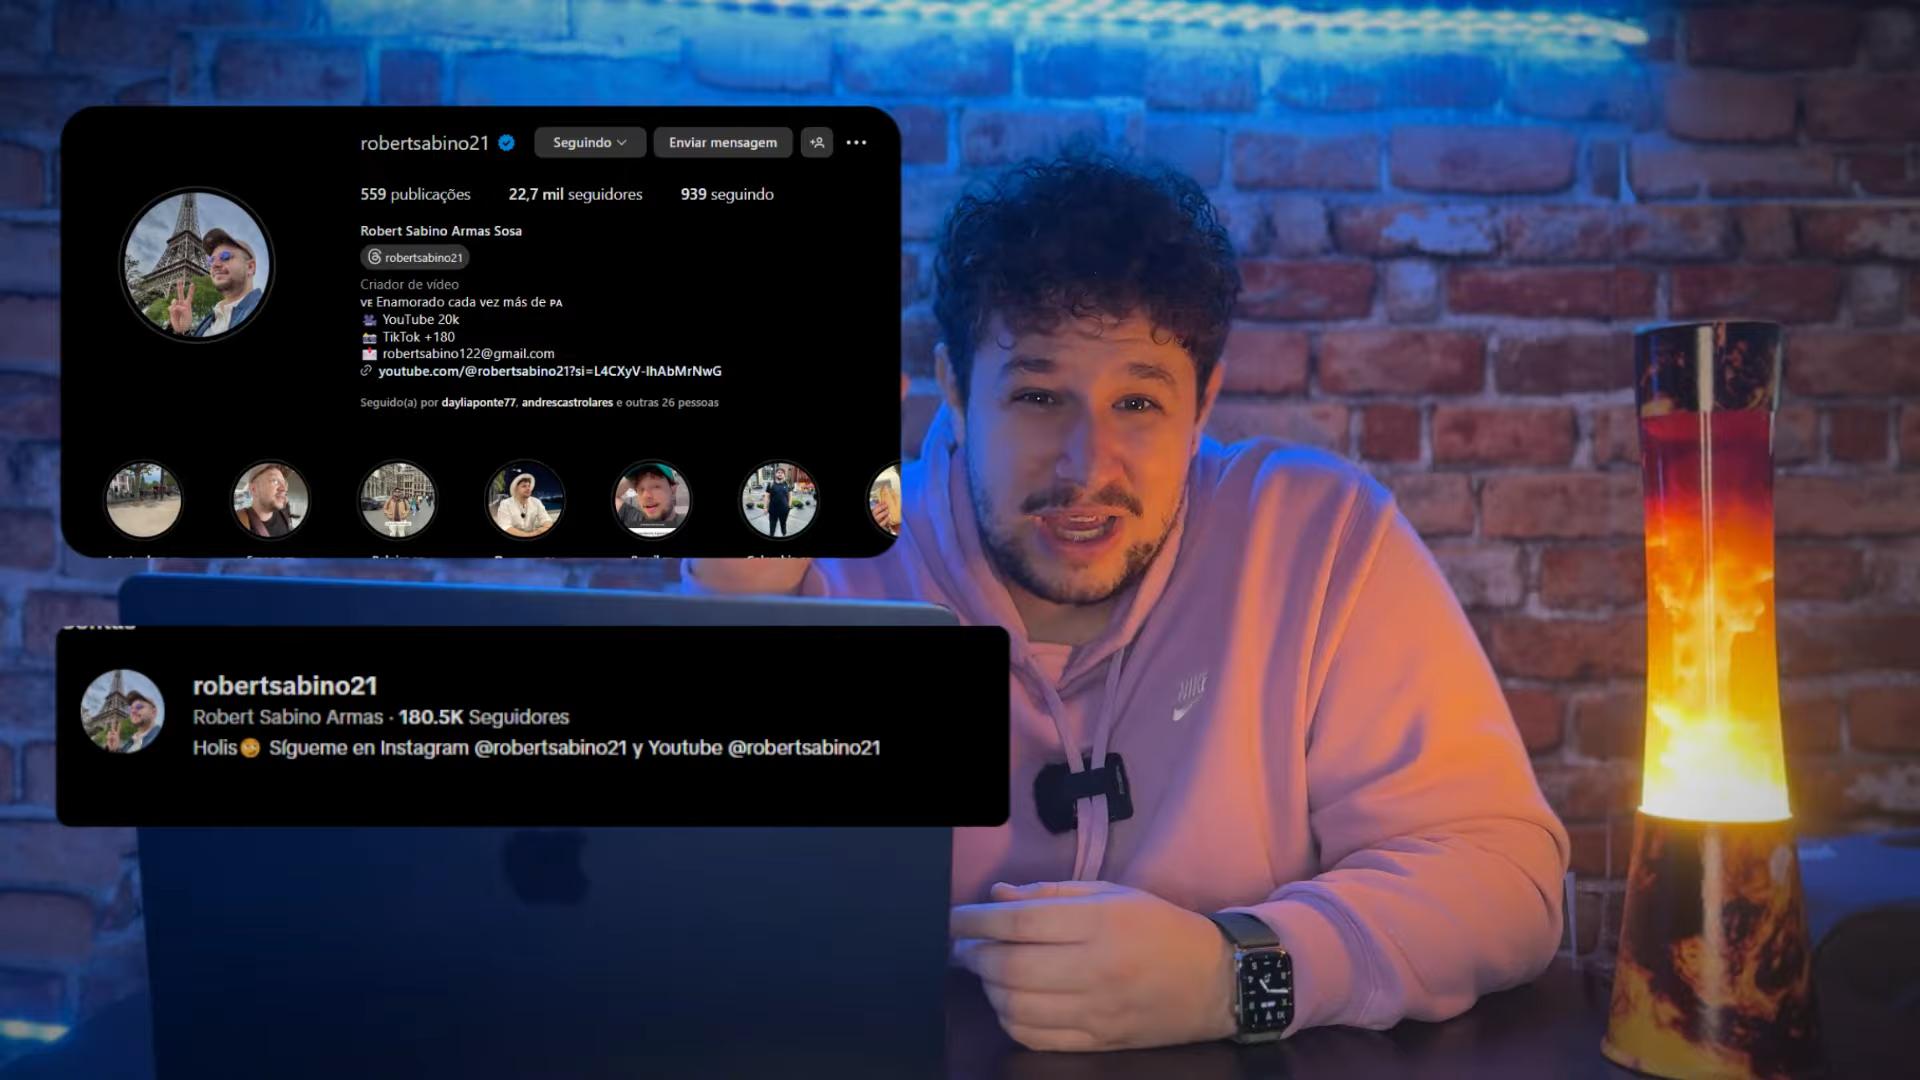 robertsabino21 Seguindo Enviar mensagem
559 publicações 22,7 mil seguidores 939 seguindo
Robert Sabino Armas Sosa
robertsabino21
Criador de vídeo
VE Enamorado cada vez más de PA
YouTube 20k
TikTok +180
robertsabino122@gmail.com
youtube.com/@robertsabino21?si=L4CXyV-IhAbMrNwG
Seguido(a) por dayliaponte77, andrescastrolares e outras 26 pessoas
robertsabino21
Robert Sabino Armas · 180.5K Seguidores
Holis😊 Sígueme en Instagram @robertsabino21 y Youtube @robertsabino21
NIKE